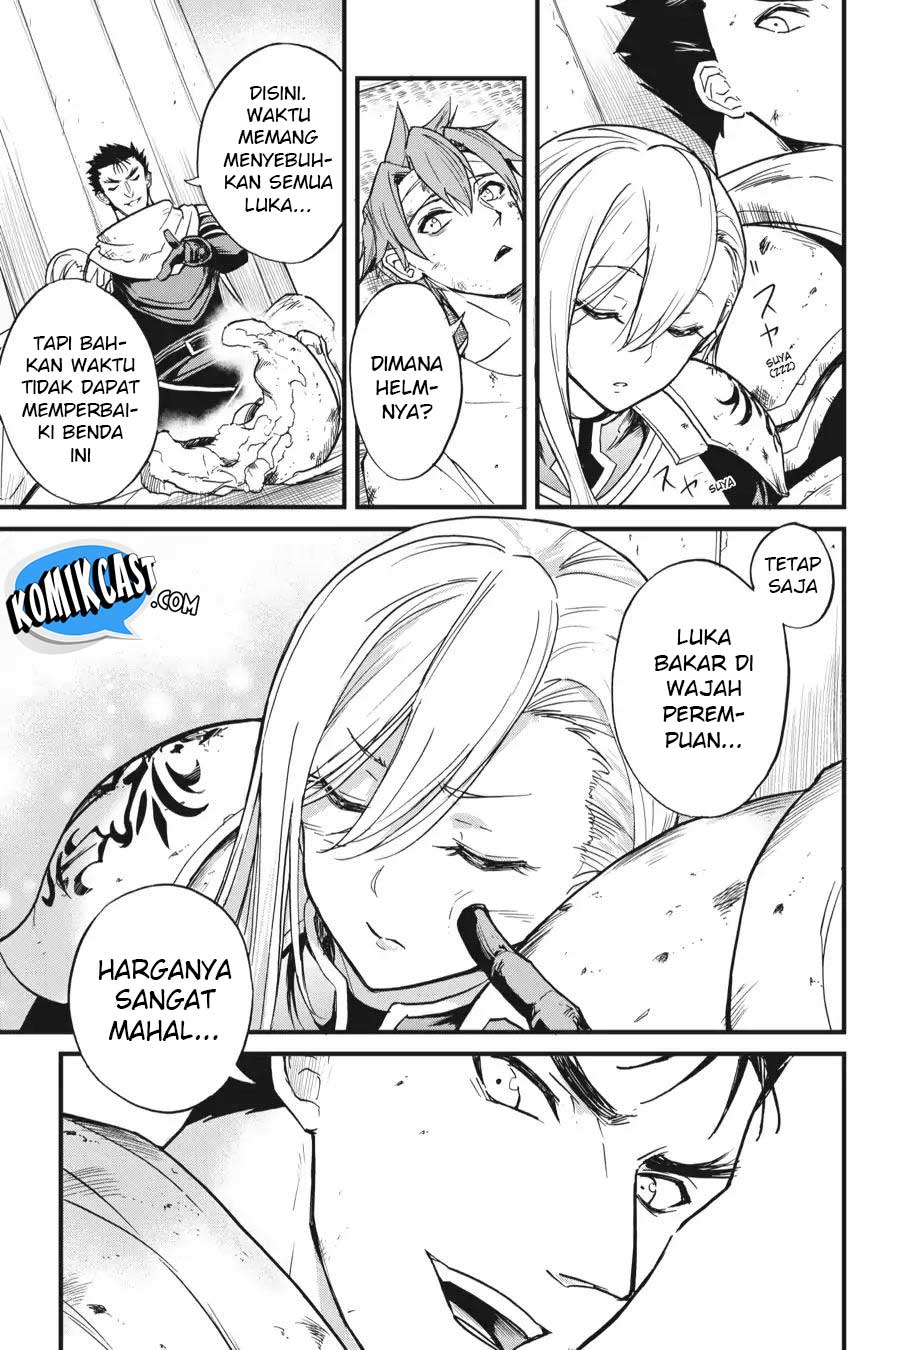 スヤ
SUYA
(ZZZ)
スヤ
SUYA
DIMANA
HELM-
NYA?
DISINI.
WAKTU
MEMANG
MENYEBUH-
KAN SEMUA
LUKA...
TAPI BAH-
KAN WAKTU
TIDAK DAPAT
MEMPERBAI-
KI BENDA
INI
TETAP
SAJA
LUKA
BAKAR DI
WAJAH
PEREM-
PUAN...
KOMIKCAST
.COM
HARGANYA
SANGAT
MAHAL...